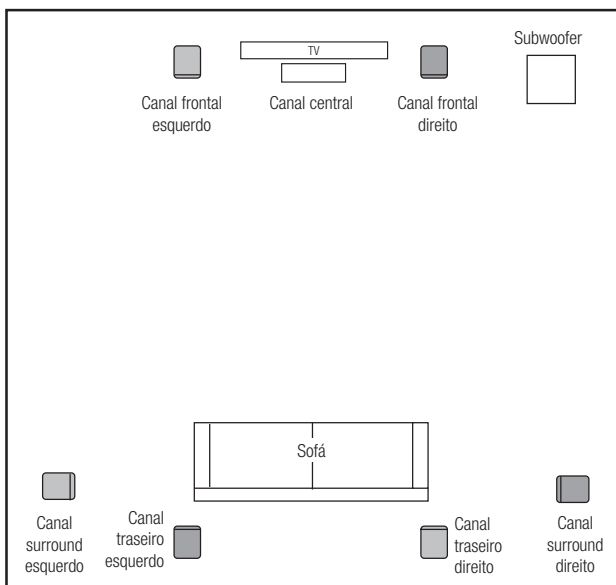 Subwoofer
TV
Canal frontal
esquerdo
Canal central
Canal frontal
direito
Sofá
Canal
surround
esquerdo
Canal
traseiro
esquerdo
Canal
traseiro
direito
Canal
surround
direito